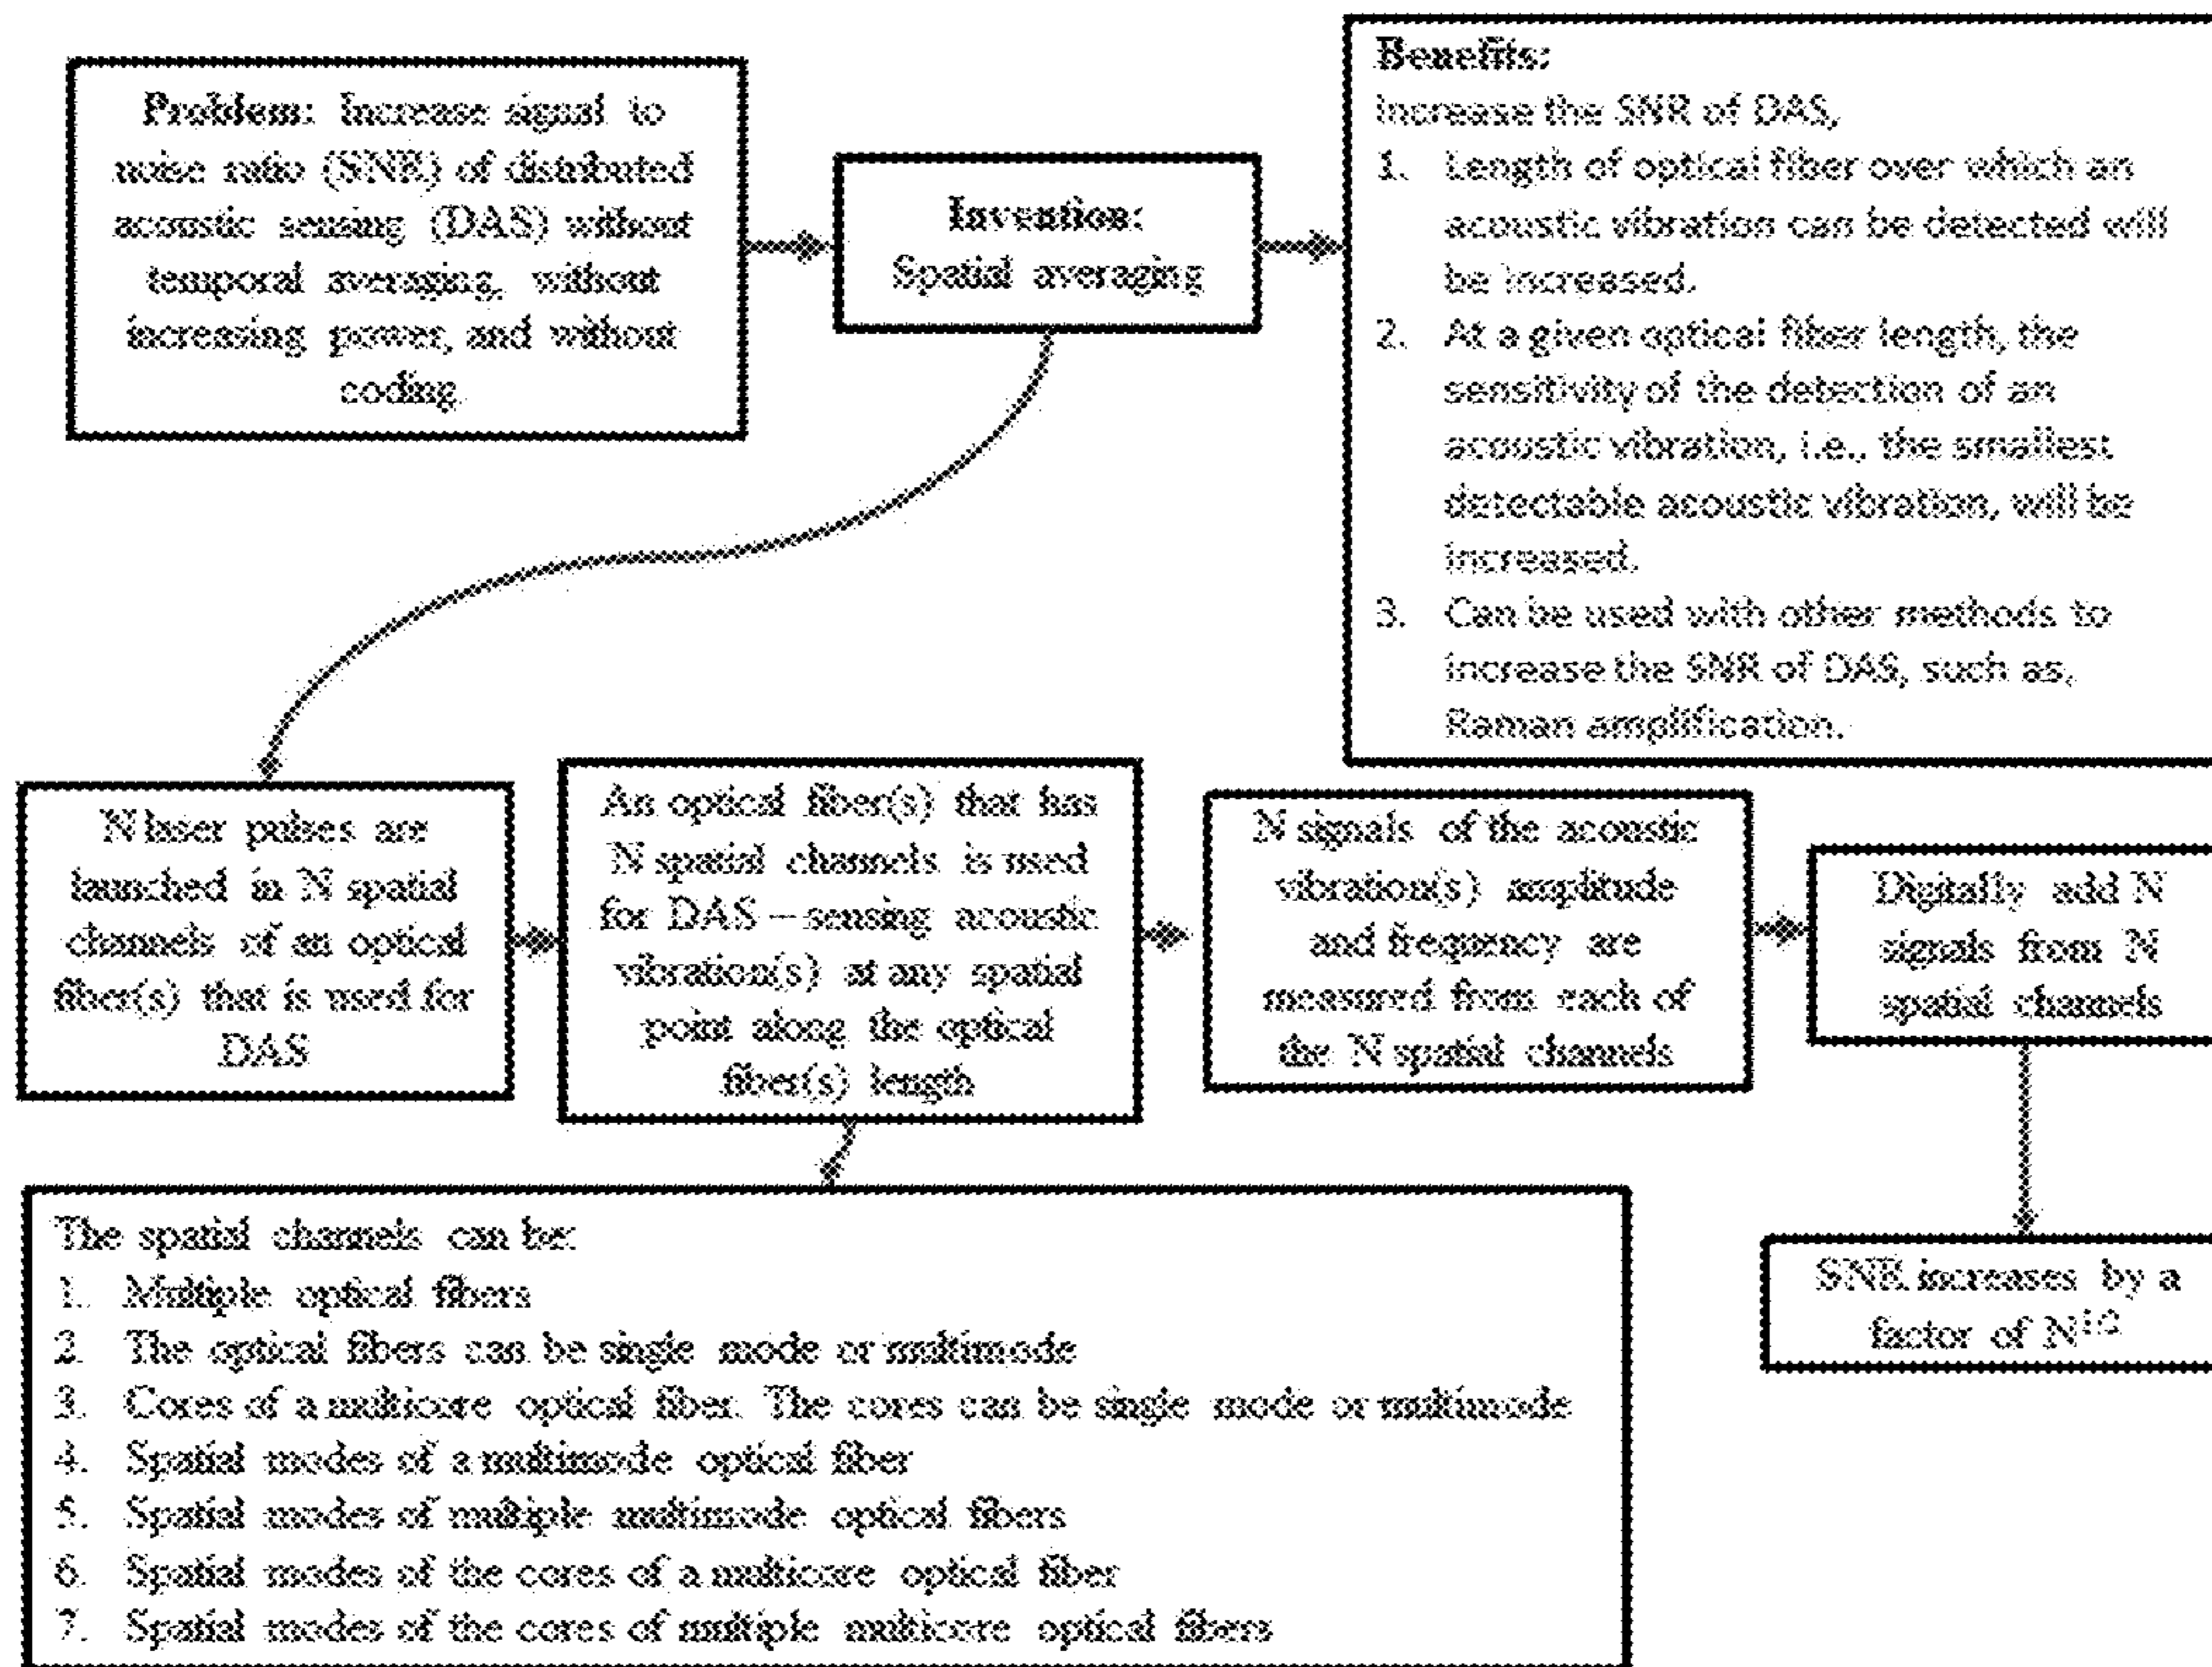 Problem: Increase signal to
noise ratio (SNR) of distributed
acoustic sensing (DAS) without
temporal averaging, without
increasing power, and without
coding
Invention:
Spatial averaging
Benefits:
Increase the SNR of DAS,
1. Length of optical fiber over which an
acoustic vibration can be detected will
be increased.
2. At a given optical fiber length, the
sensitivity of the detection of an
acoustic vibration, i.e., the smallest
detectable acoustic vibration, will be
increased.
3. Can be used with other methods to
increase the SNR of DAS, such as,
Raman amplification.
N laser pulses are
launched in N spatial
channels of an optical
fiber(s) that is used for
DAS
An optical fiber(s) that has
N spatial channels is used
for DAS – sensing acoustic
vibration(s) at any spatial
point along the optical
fiber(s) length
N signals of the acoustic
vibration(s) amplitude
and frequency are
measured from each of
the N spatial channels
Digitally add N
signals from N
spatial channels
SNR increases by a
factor of N^1/2
The spatial channels can be:
1. Multiple optical fibers
2. The optical fibers can be single mode or multimode
3. Cores of a multicore optical fiber. The cores can be single mode or multimode
4. Spatial modes of a multimode optical fiber
5. Spatial modes of multiple multimode optical fibers
6. Spatial modes of the cores of a multicore optical fiber
7. Spatial modes of the cores of multiple multicore optical fibers